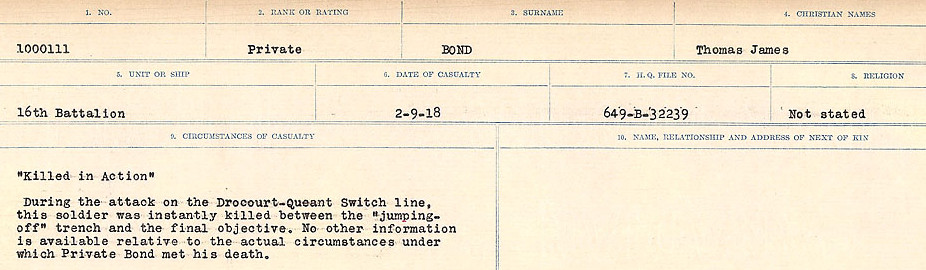 1. NO. 2. RANK OR RATING 3. SURNAME 4. CHRISTIAN NAMES
1000111 Private BOND Thomas James
5. UNIT OR SHIP 6. DATE OF CASUALTY 7. H.Q. FILE NO. 8. RELIGION
16th Battalion 2-9-18 649-B-32239 Not stated
9. CIRCUMSTANCES OF CASUALTY 10. NAME, RELATIONSHIP AND ADDRESS OF NEXT OF KIN
"Killed in Action"
During the attack on the Drocourt-Queant Switch line,
this soldier was instantly killed between the "jumping-
off" trench and the final objective. No other information
is available relative to the actual circumstances under
which Private Bond met his death.